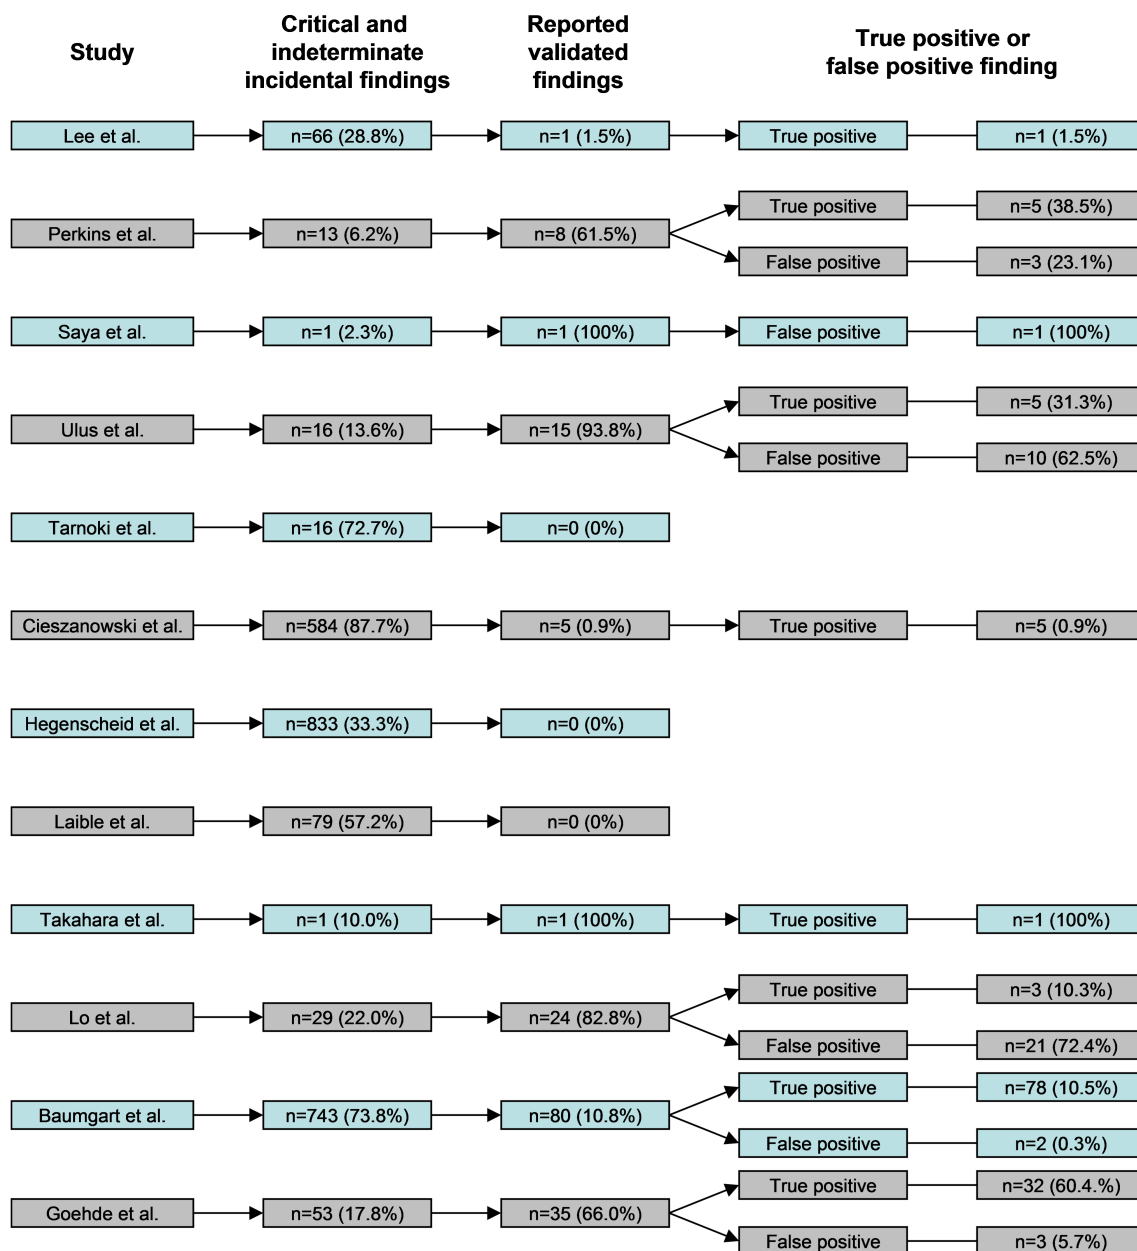 Study
Critical and
indeterminate
incidental findings
Reported
validated
findings
True positive or
false positive finding
Lee et al.
n=66 (28.8%)
n=1 (1.5%)
True positive
n=1 (1.5%)
Perkins et al.
n=13 (6.2%)
n=8 (61.5%)
True positive
n=5 (38.5%)
False positive
n=3 (23.1%)
Saya et al.
n=1 (2.3%)
n=1 (100%)
False positive
n=1 (100%)
Ulus et al.
n=16 (13.6%)
n=15 (93.8%)
True positive
n=5 (31.3%)
False positive
n=10 (62.5%)
Tarnoki et al.
n=16 (72.7%)
n=0 (0%)
Cieszanowski et al.
n=584 (87.7%)
n=5 (0.9%)
True positive
n=5 (0.9%)
Hegenscheid et al.
n=833 (33.3%)
n=0 (0%)
Laible et al.
n=79 (57.2%)
n=0 (0%)
Takahara et al.
n=1 (10.0%)
n=1 (100%)
True positive
n=1 (100%)
Lo et al.
n=29 (22.0%)
n=24 (82.8%)
True positive
n=3 (10.3%)
False positive
n=21 (72.4%)
Baumgart et al.
n=743 (73.8%)
n=80 (10.8%)
True positive
n=78 (10.5%)
False positive
n=2 (0.3%)
Goehde et al.
n=53 (17.8%)
n=35 (66.0%)
True positive
n=32 (60.4.%)
False positive
n=3 (5.7%)